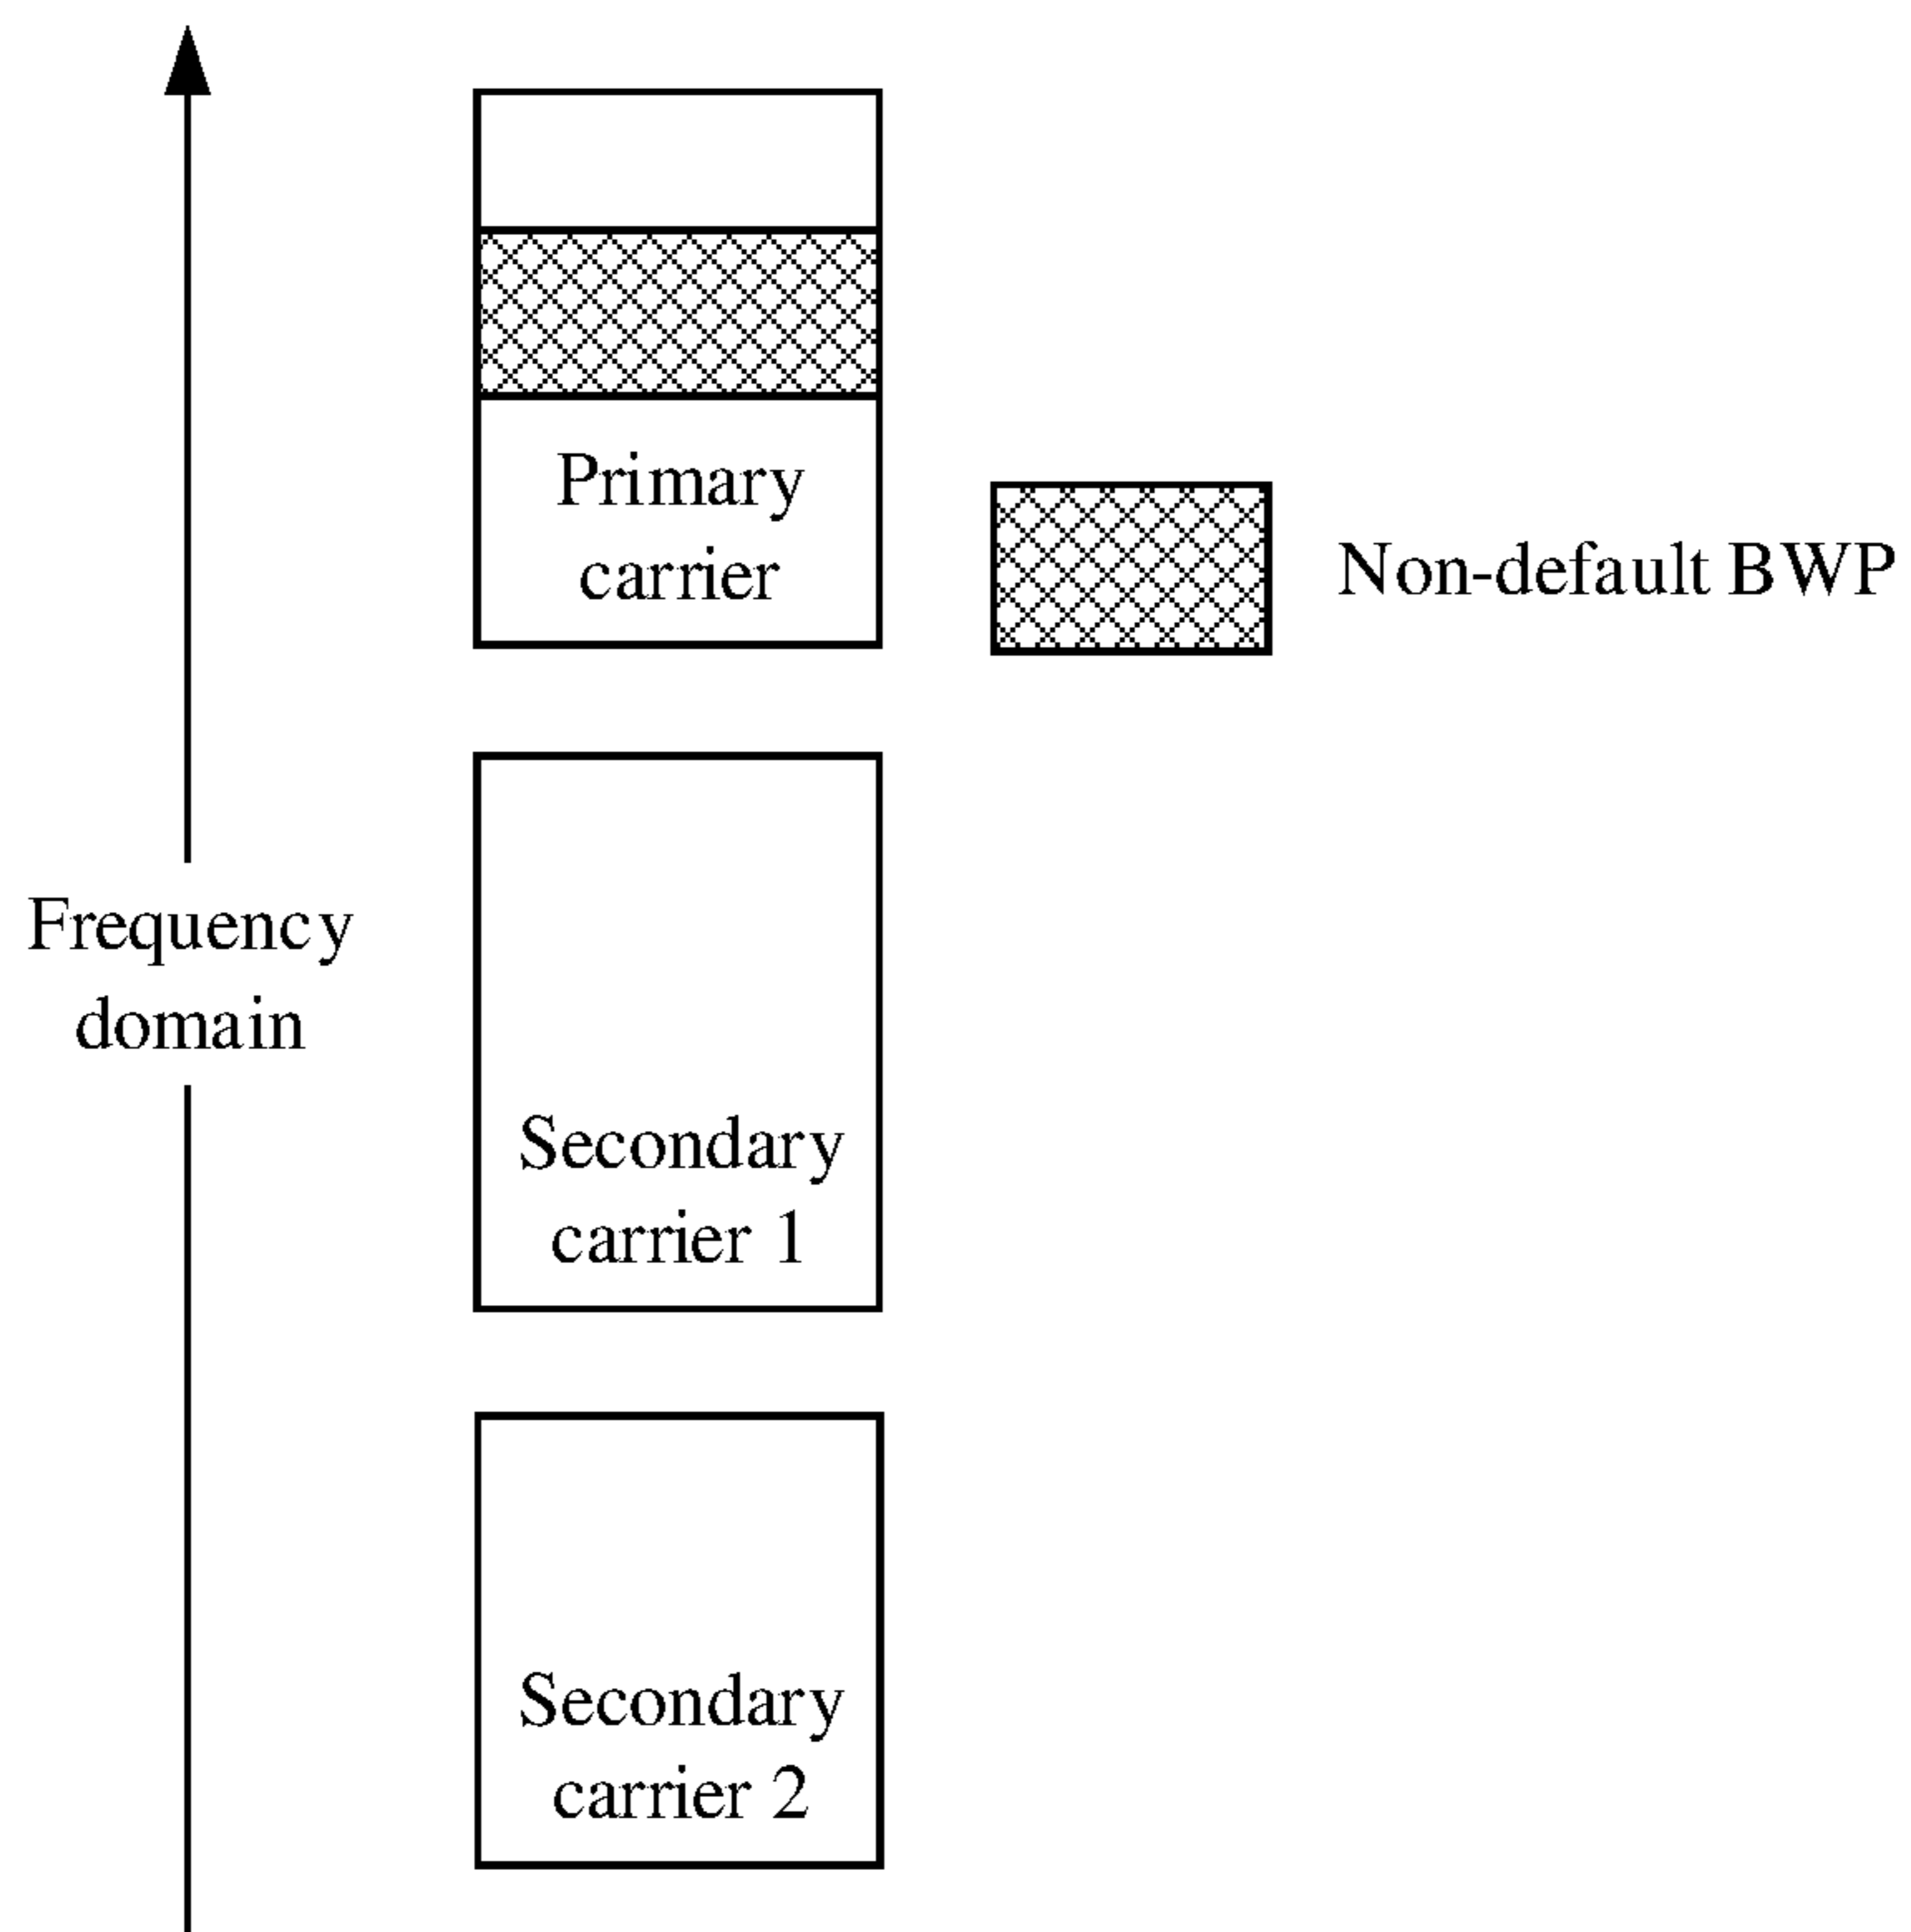 Primary
carrier
Non-default BWP
Frequency
domain
Secondary
carrier 1
Secondary
carrier 2